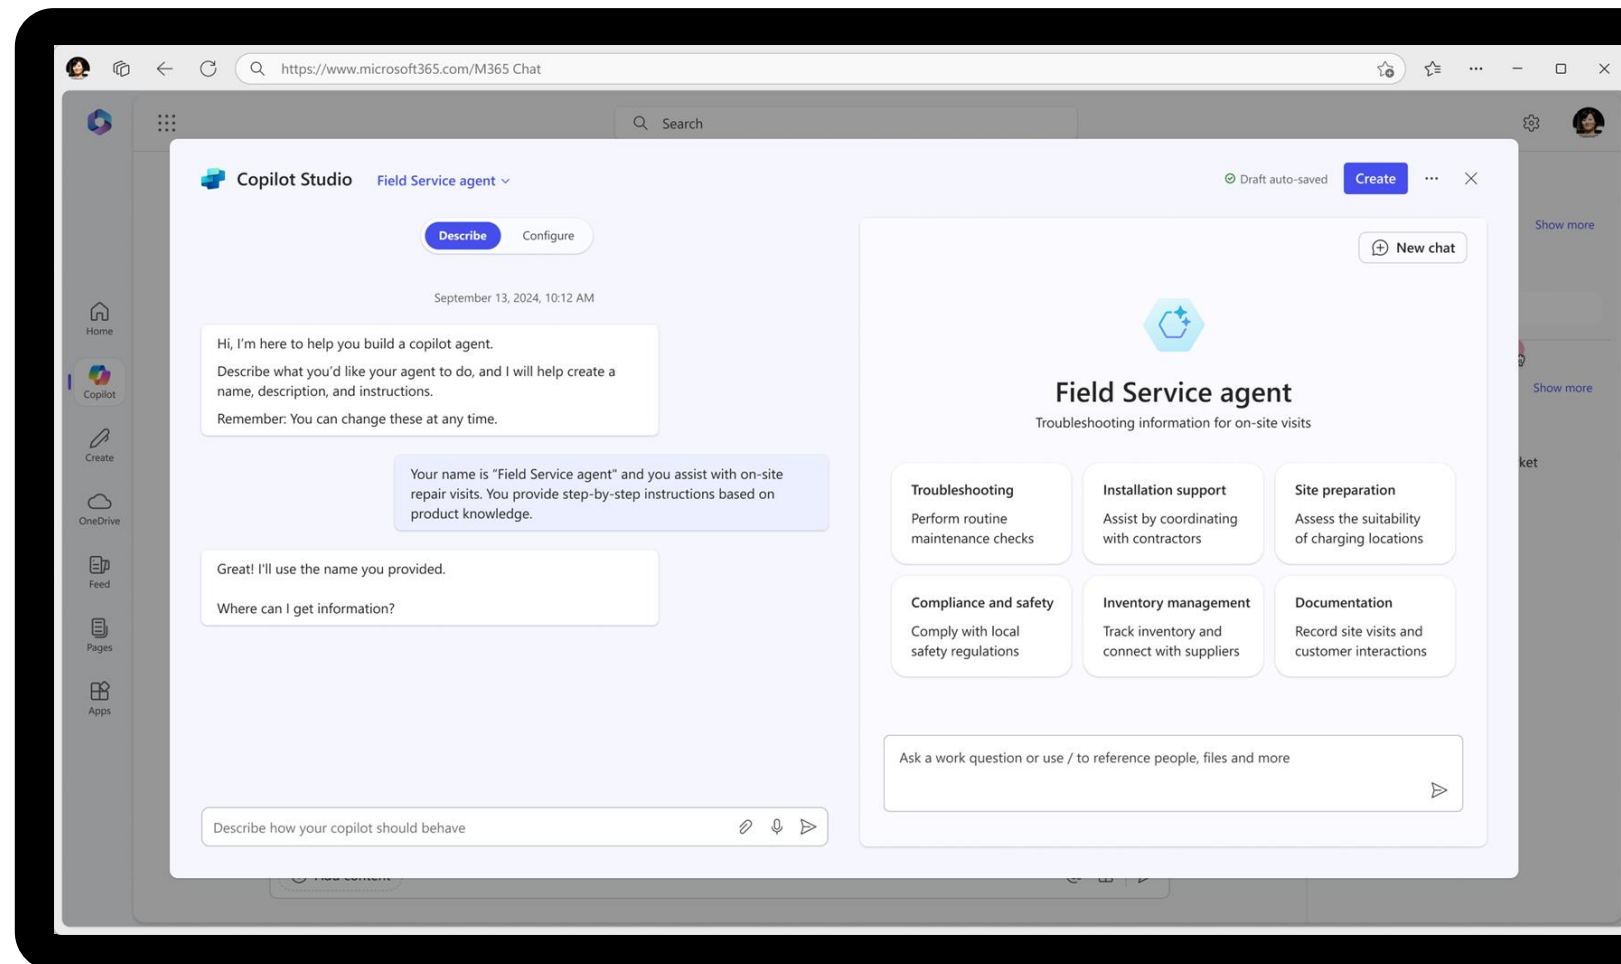 https://www.microsoft365.com/M365 Chat
Search
Copilot Studio
Field Service agent
Draft auto-saved
Create
Describe
Configure
New chat
Show more
September 13, 2024, 10:12 AM
Home
Hi, I'm here to help you build a copilot agent.
Describe what you'd like your agent to do, and I will help create a
name, description, and instructions.
Remember: You can change these at any time.
Copilot
Create
OneDrive
Feed
Pages
Apps
Your name is "Field Service agent" and you assist with on-site
repair visits. You provide step-by-step instructions based on
product knowledge.
Great! I'll use the name you provided.
Where can I get information?
Describe how your copilot should behave
Field Service agent
Troubleshooting information for on-site visits
Troubleshooting
Perform routine
maintenance checks
Installation support
Assist by coordinating
with contractors
Site preparation
Assess the suitability
of charging locations
Compliance and safety
Comply with local
safety regulations
Inventory management
Track inventory and
connect with suppliers
Documentation
Record site visits and
customer interactions
Ask a work question or use / to reference people, files and more
Show more
ket